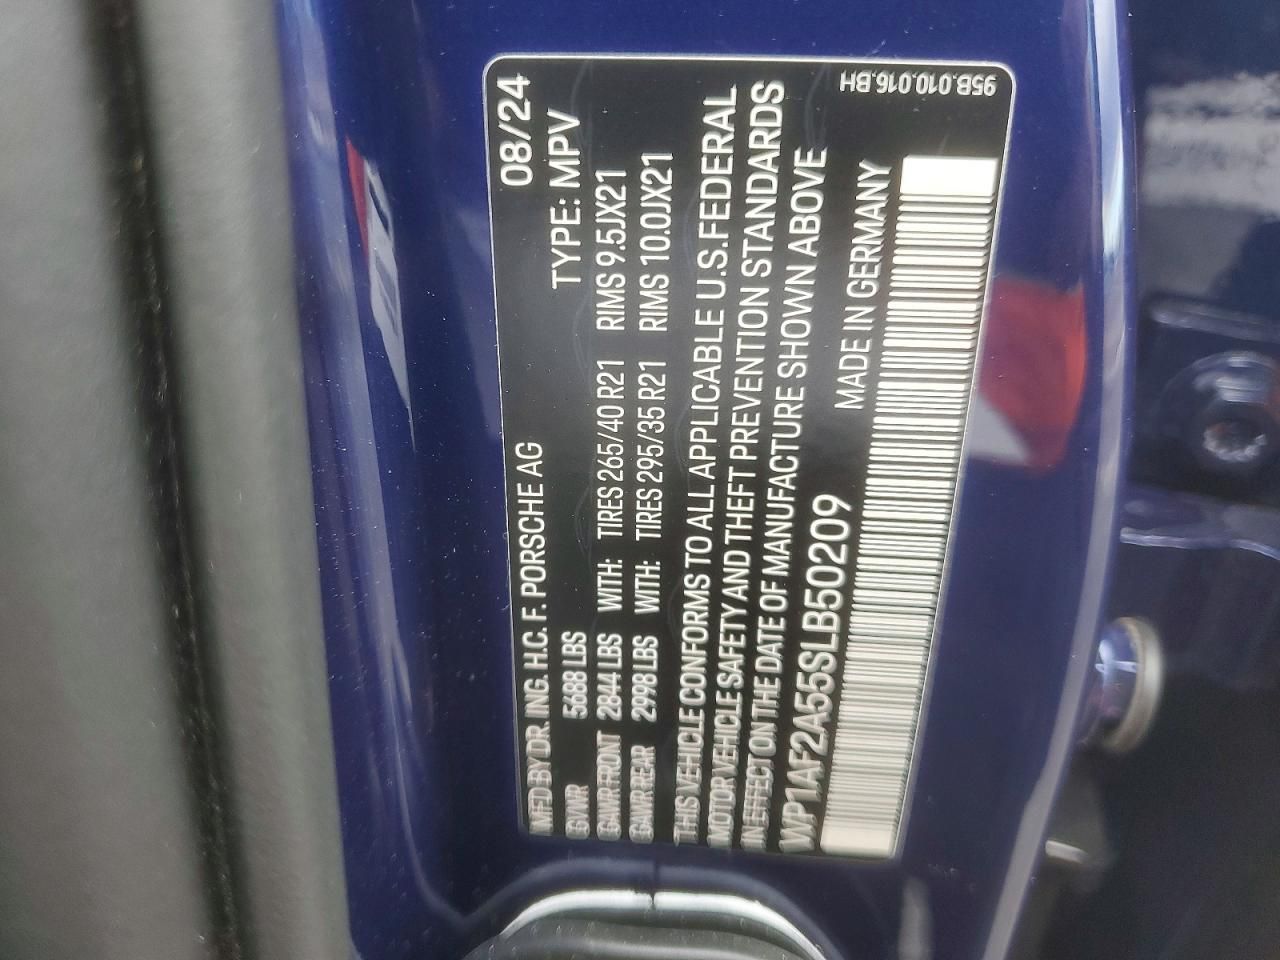 MFD BY DR. ING. H.C. F. PORSCHE AG 08/24
GVWR 5688 LBS TYPE: MPV
GAWR FRONT 2844 LBS WITH: TIRES 265/40 R21 RIMS 9.5JX21
GAWR REAR 2998 LBS WITH: TIRES 295/35 R21 RIMS 10.0JX21
THIS VEHICLE CONFORMS TO ALL APPLICABLE U.S.FEDERAL
MOTOR VEHICLE SAFETY AND THEFT PREVENTION STANDARDS
IN EFFECT ON THE DATE OF MANUFACTURE SHOWN ABOVE
WP1AF2A55SLB50209 MADE IN GERMANY
95B.010.016.BH